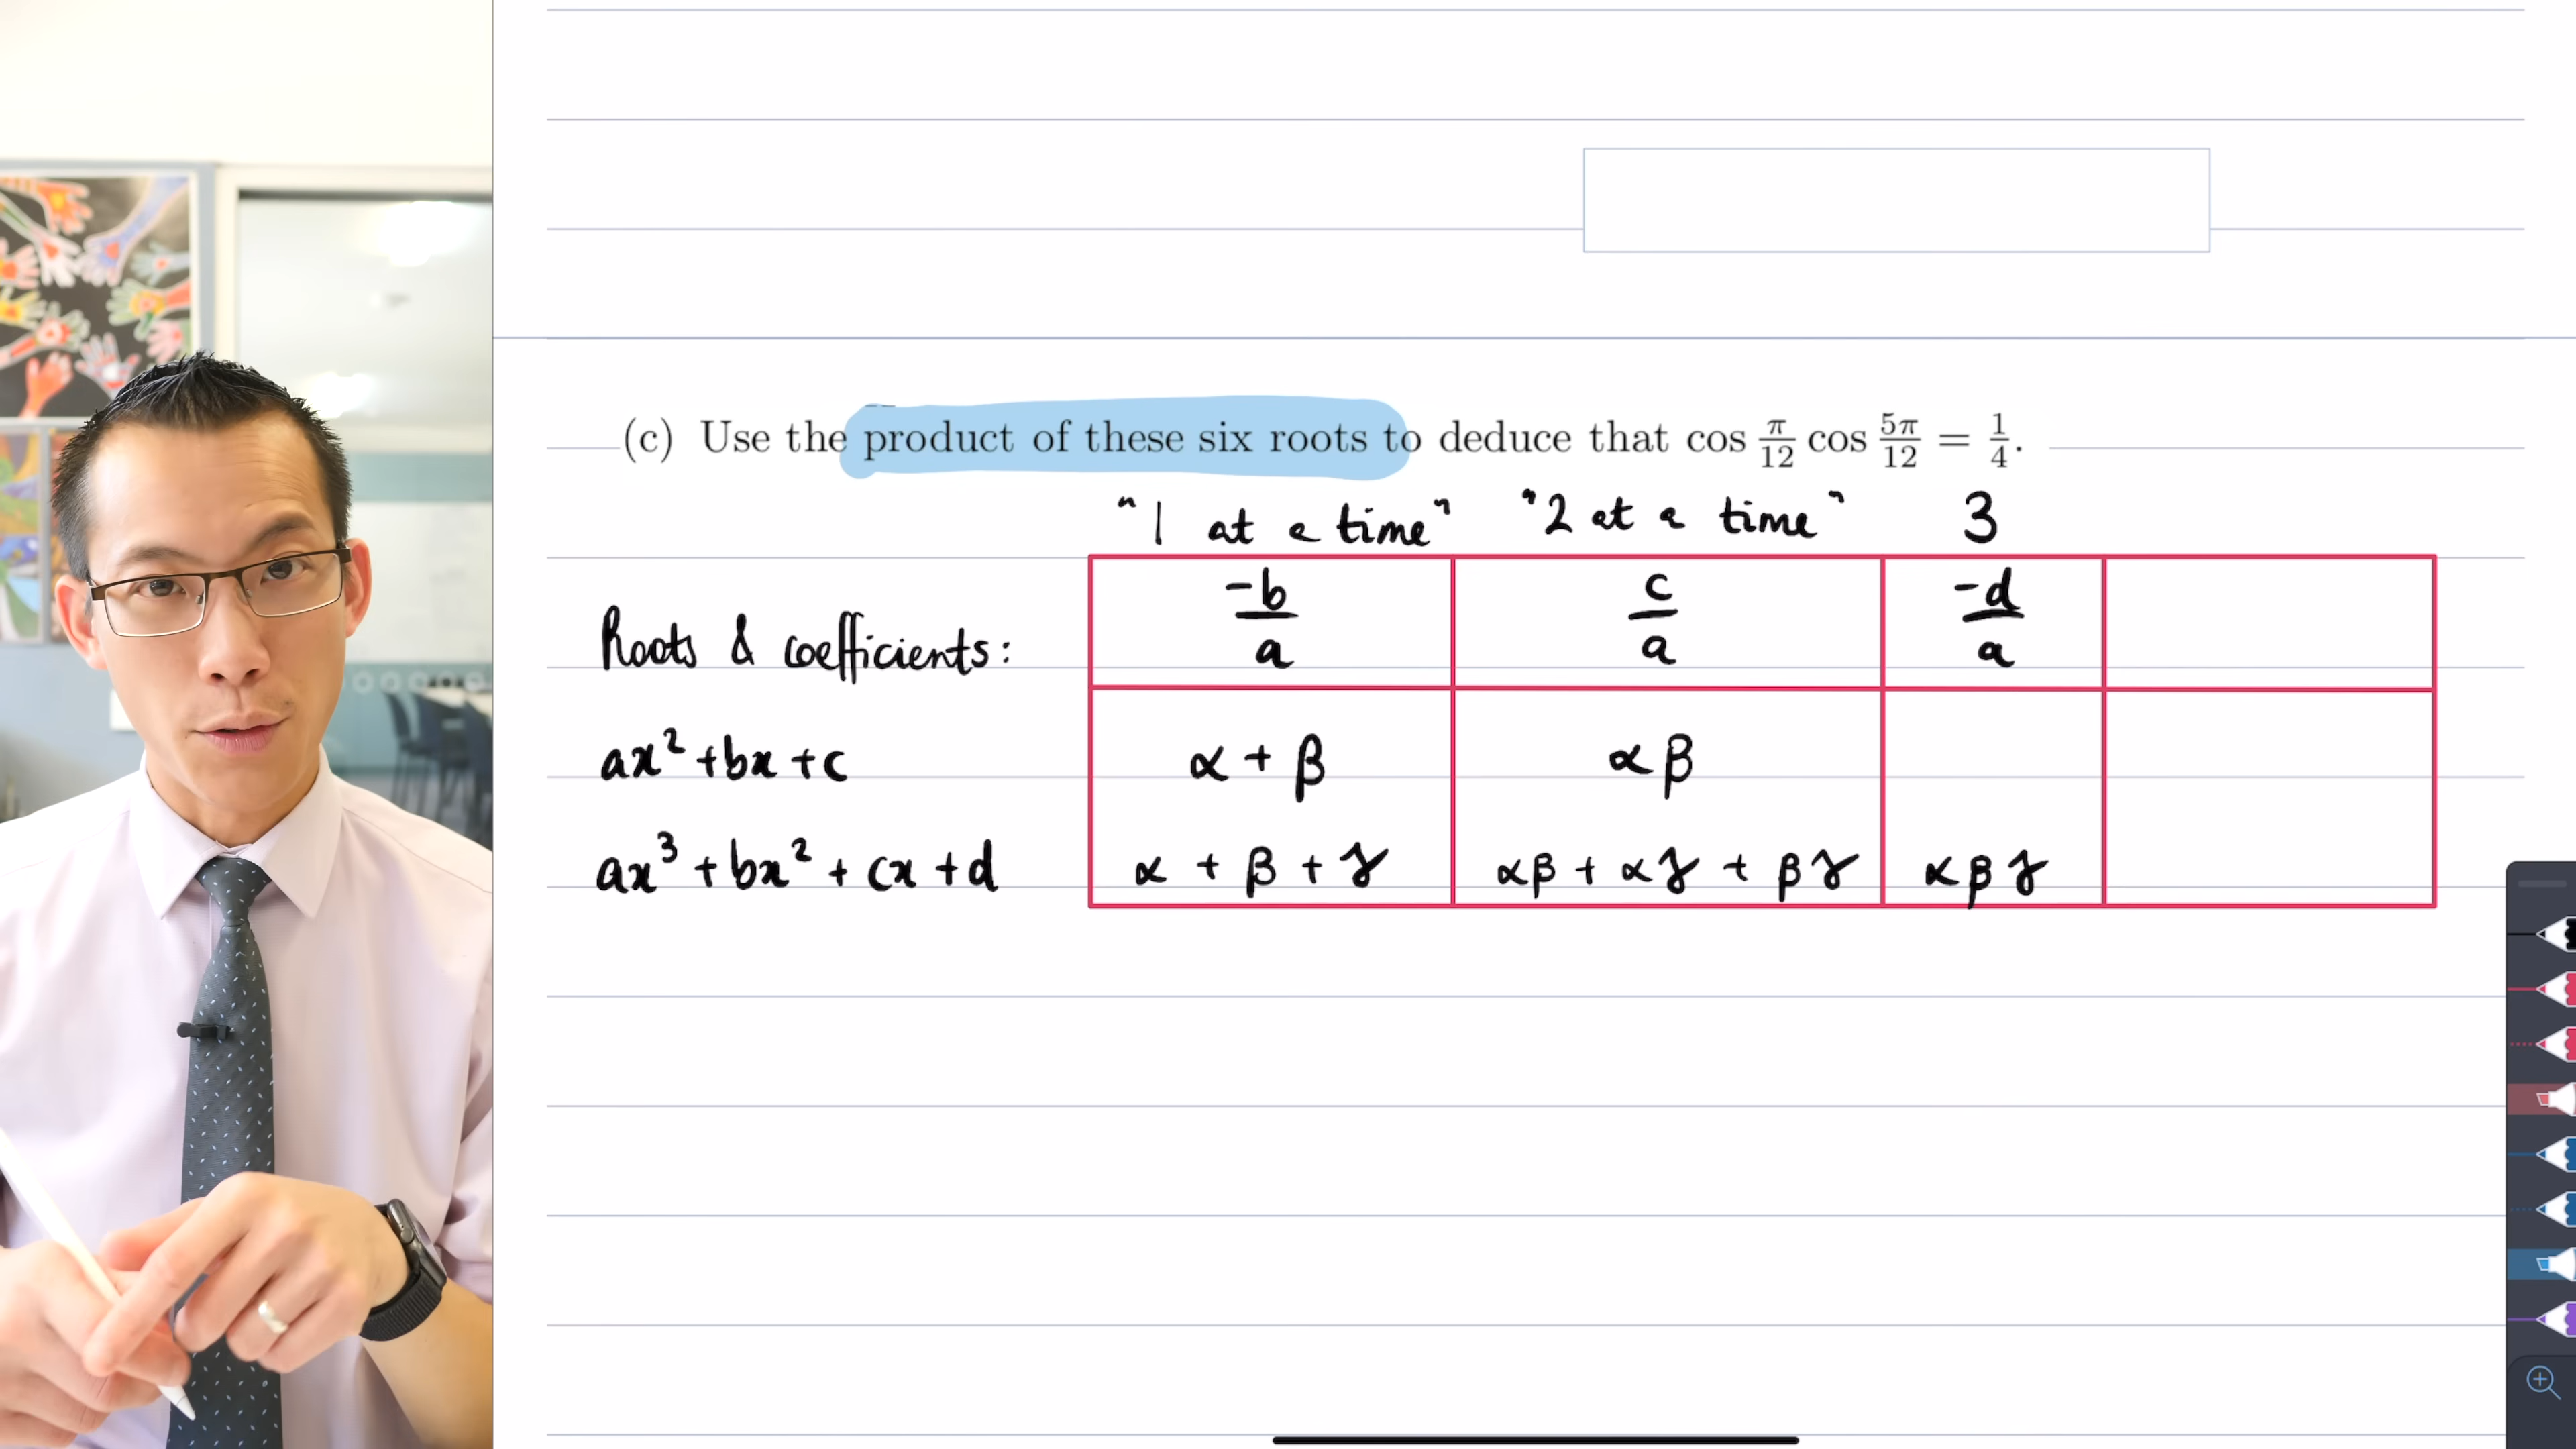 (c) Use the product of these six roots to deduce that cos π/12 cos 5π/12 = 1/4.
"1 at a time" "2 at a time" 3
Roots & coefficients: -b/a c/a -d/a
ax² + bx + c α + β αβ
ax³ + bx² + cx + d α + β + γ αβ + αγ + βγ αβγ